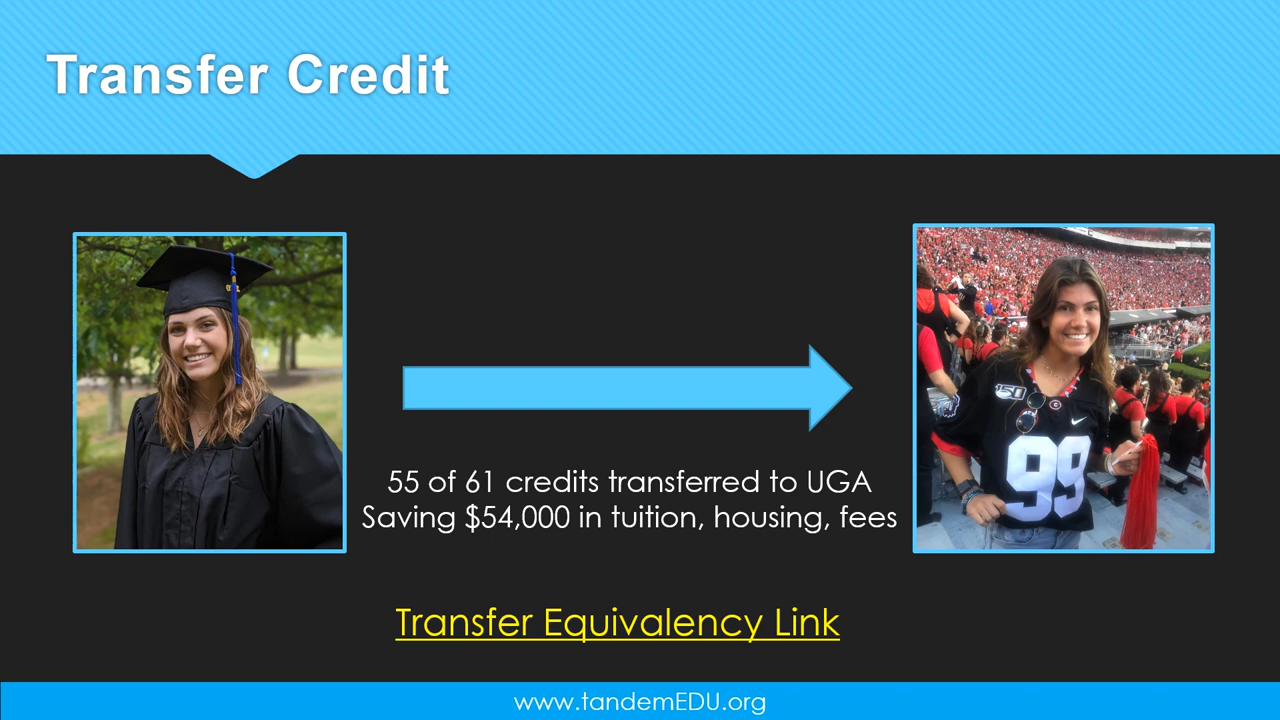 Transfer Credit
150
G
99
55 of 61 credits transferred to UGA
Saving $54,000 in tuition, housing, fees
Transfer Equivalency Link
www.tandemEDU.org